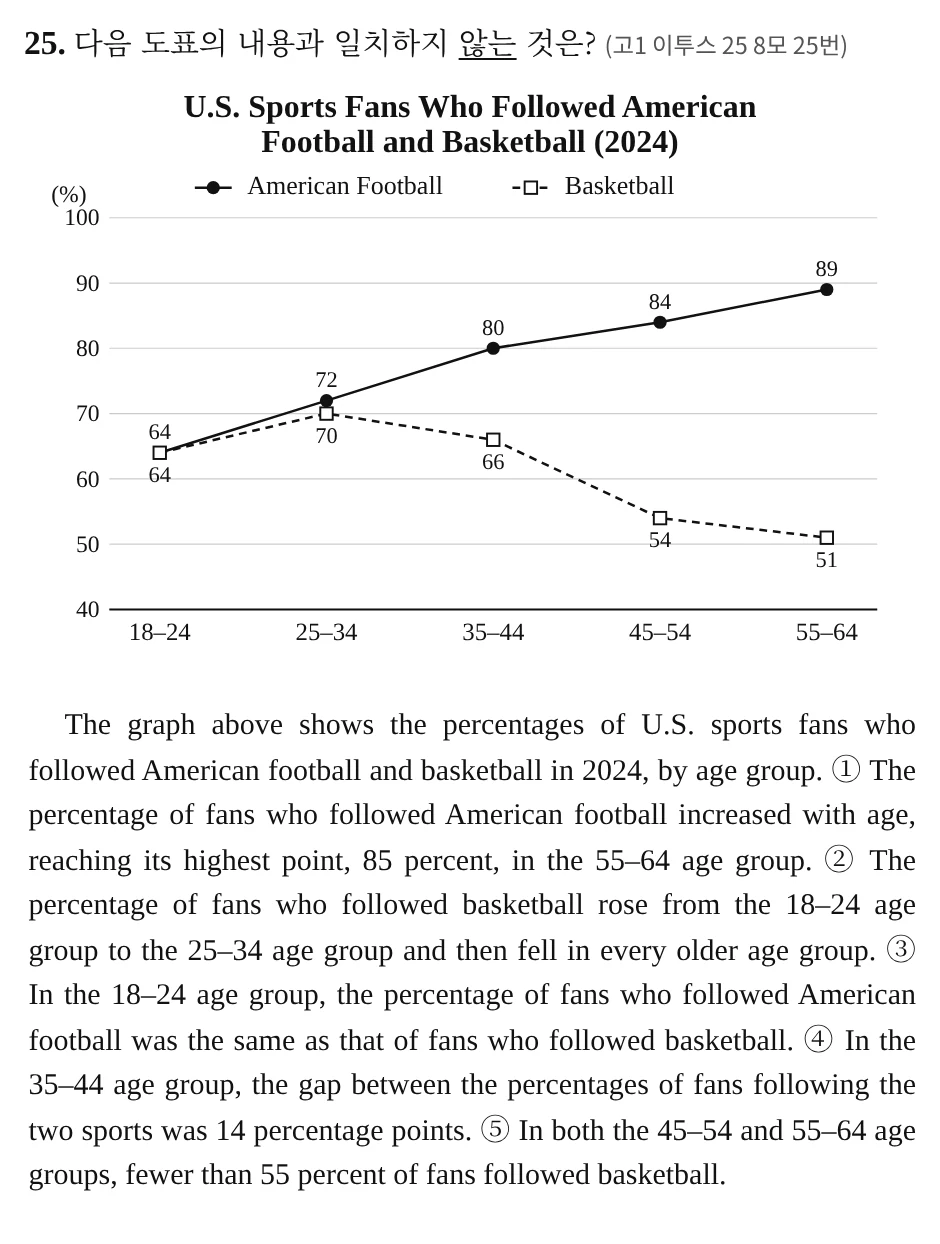 25. 다음 도표의 내용과 일치하지 않는 것은? (고1 이투스 25 8모 25번)
U.S. Sports Fans Who Followed American
Football and Basketball (2024)
American Football Basketball
(%)
100
90
80
70
60
50
40
64 72 80 84 89
64 70 66 54 51
18–24 25–34 35–44 45–54 55–64
The graph above shows the percentages of U.S. sports fans who
followed American football and basketball in 2024, by age group. ① The
percentage of fans who followed American football increased with age,
reaching its highest point, 85 percent, in the 55–64 age group. ② The
percentage of fans who followed basketball rose from the 18–24 age
group to the 25–34 age group and then fell in every older age group. ③
In the 18–24 age group, the percentage of fans who followed American
football was the same as that of fans who followed basketball. ④ In the
35–44 age group, the gap between the percentages of fans following the
two sports was 14 percentage points. ⑤ In both the 45–54 and 55–64 age
groups, fewer than 55 percent of fans followed basketball.